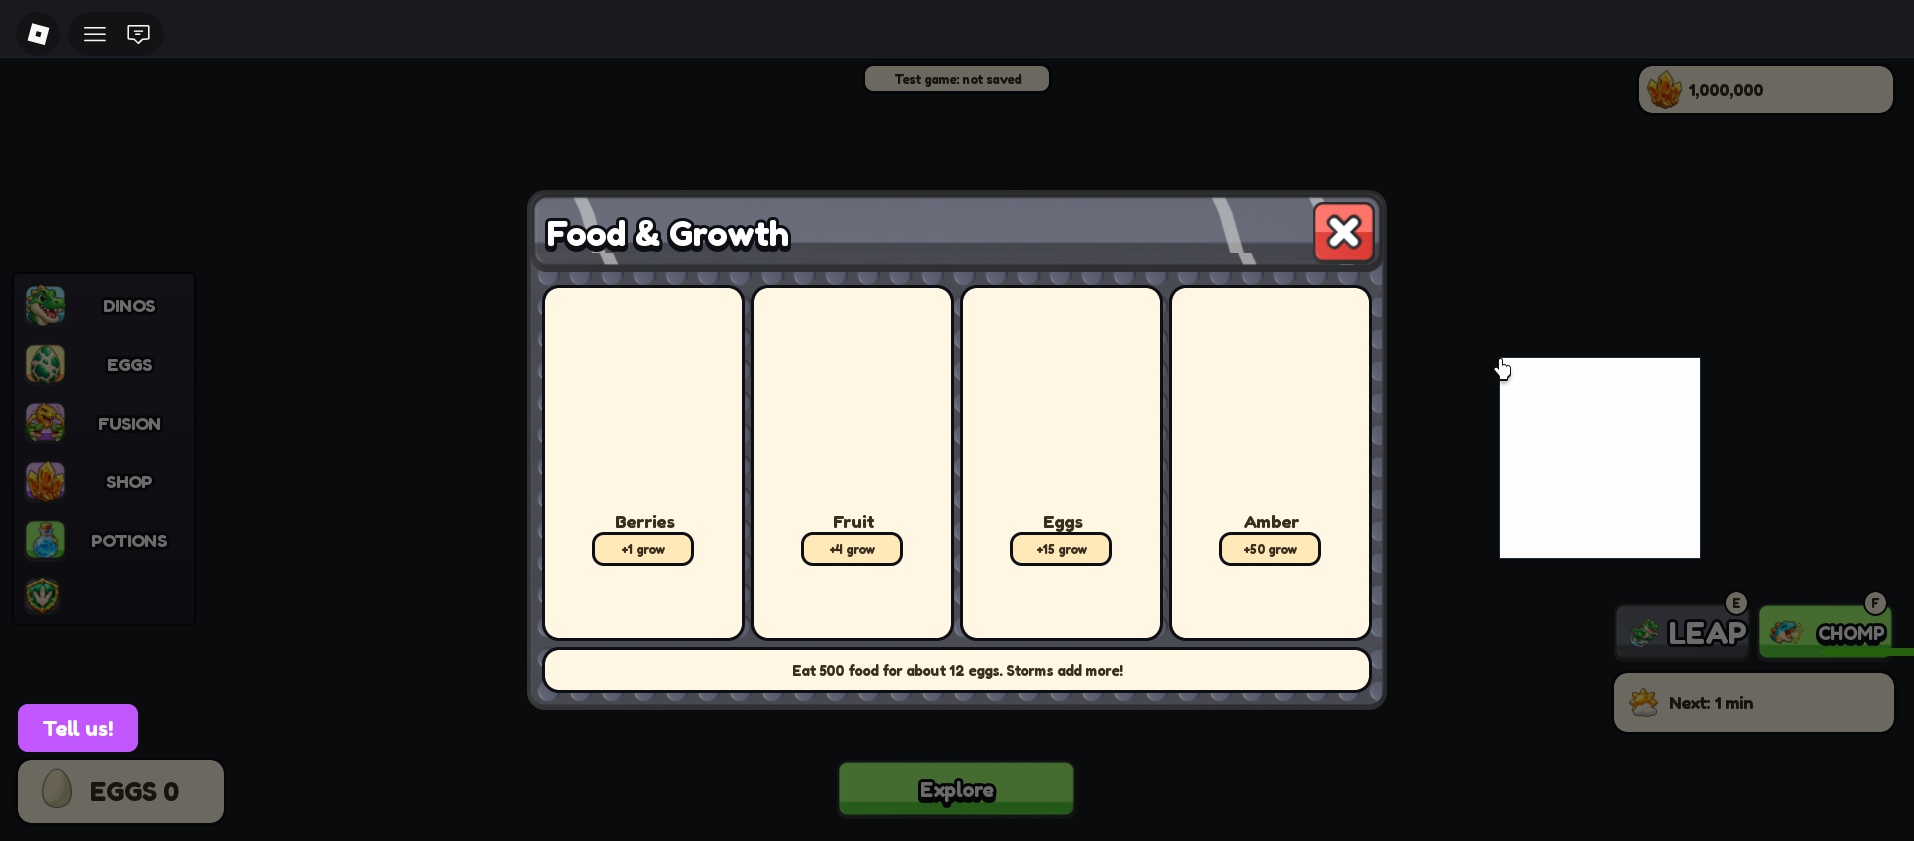 Test game: not saved
1,000,000
Food & Growth
DINOS
EGGS
FUSION
SHOP
POTIONS
Berries
+1 grow
Fruit
+4 grow
Eggs
+15 grow
Amber
+50 grow
Eat 500 food for about 12 eggs. Storms add more!
E
LEAP
F
CHOMP
Next: 1 min
Tell us!
EGGS 0
Explore